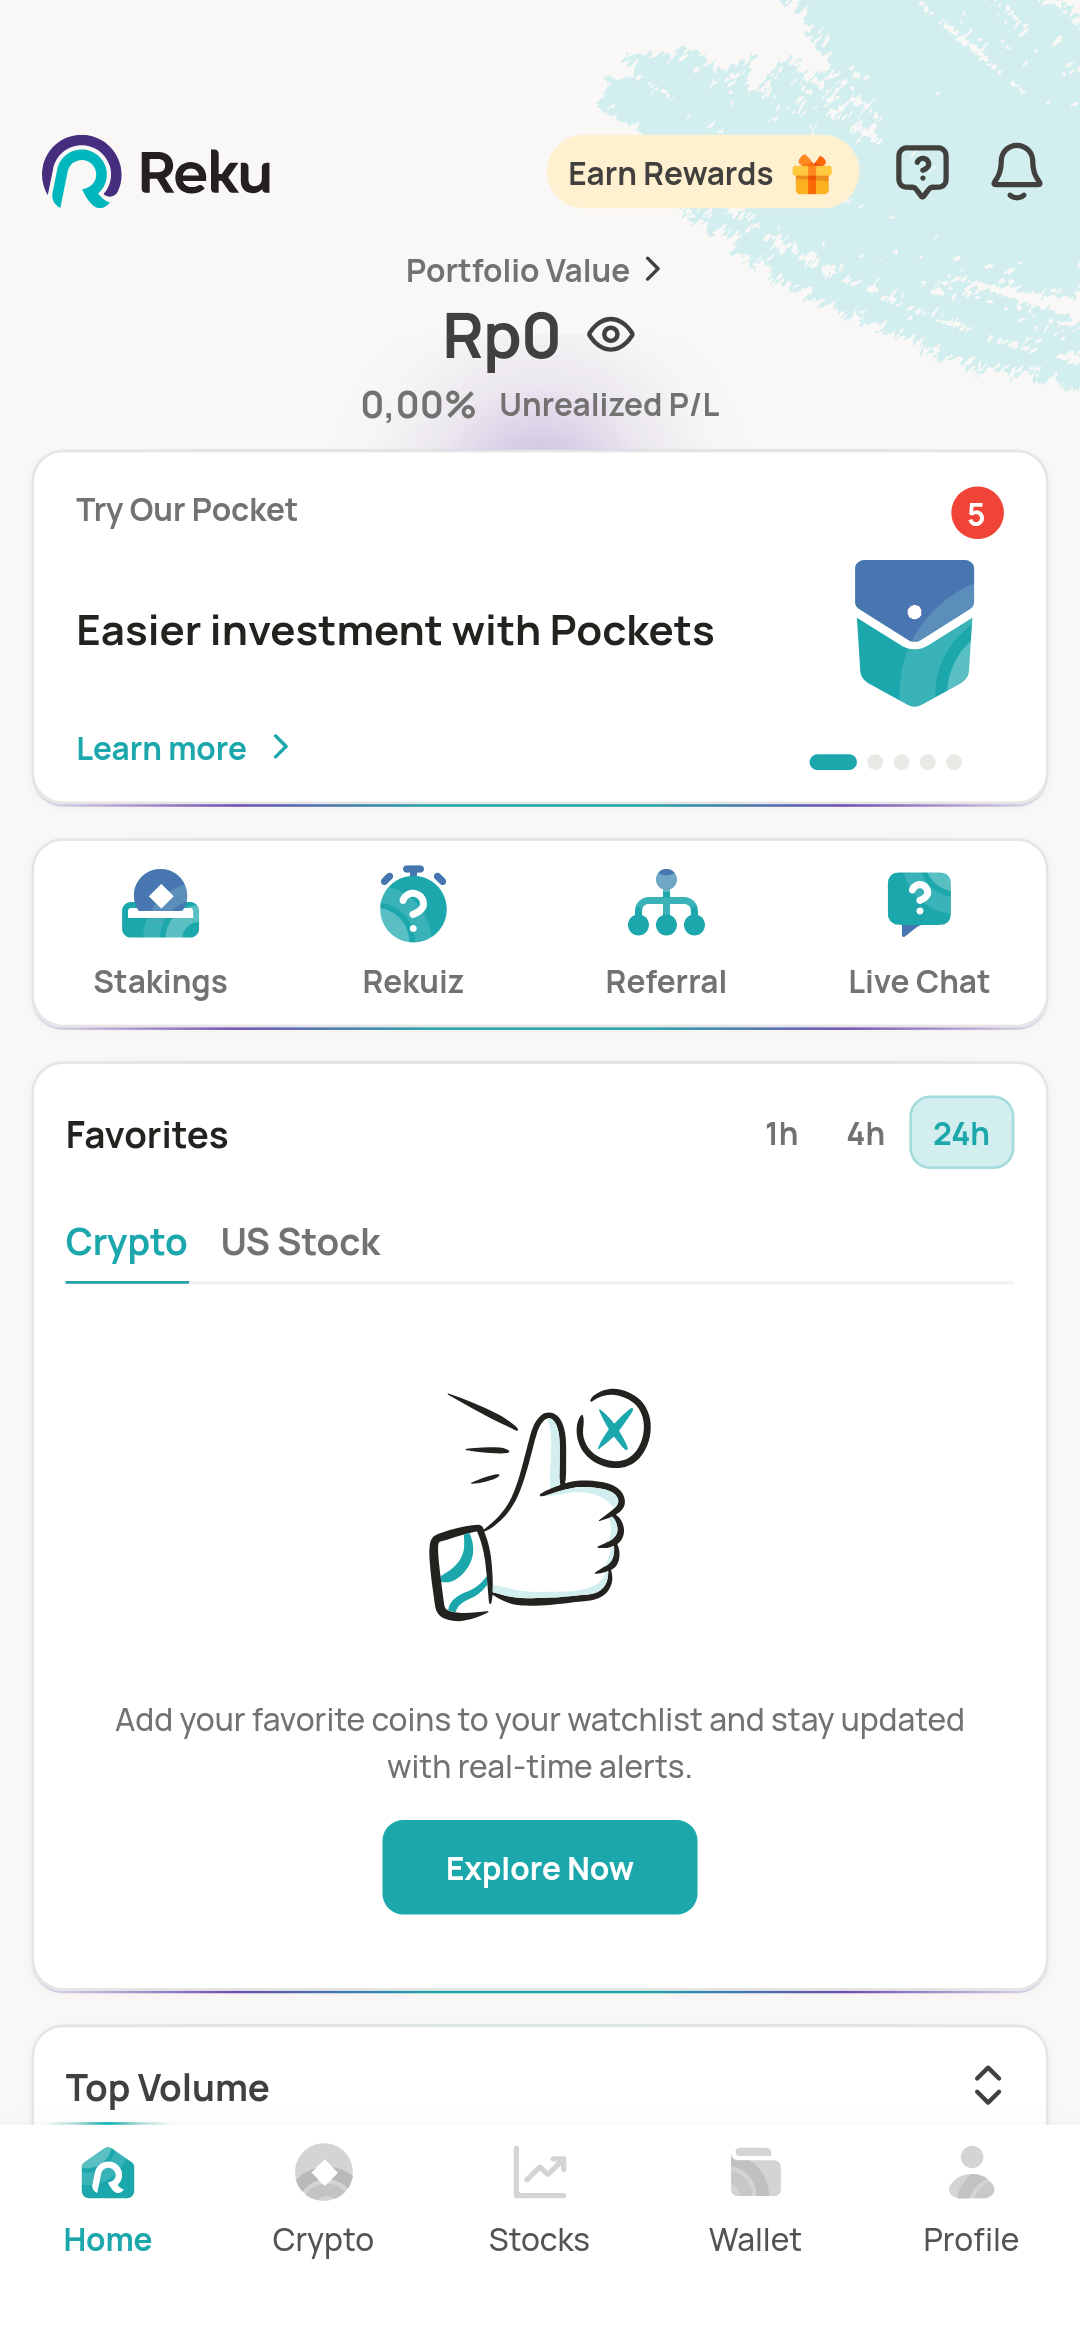 Reku
Earn Rewards
Portfolio Value
Rp0
0,00% Unrealized P/L
Try Our Pocket
5
Easier investment with Pockets
Learn more
Stakings
Rekuiz
Referral
Live Chat
Favorites
1h
4h
24h
Crypto
US Stock
Add your favorite coins to your watchlist and stay updated
with real-time alerts.
Explore Now
Top Volume
Home
Crypto
Stocks
Wallet
Profile